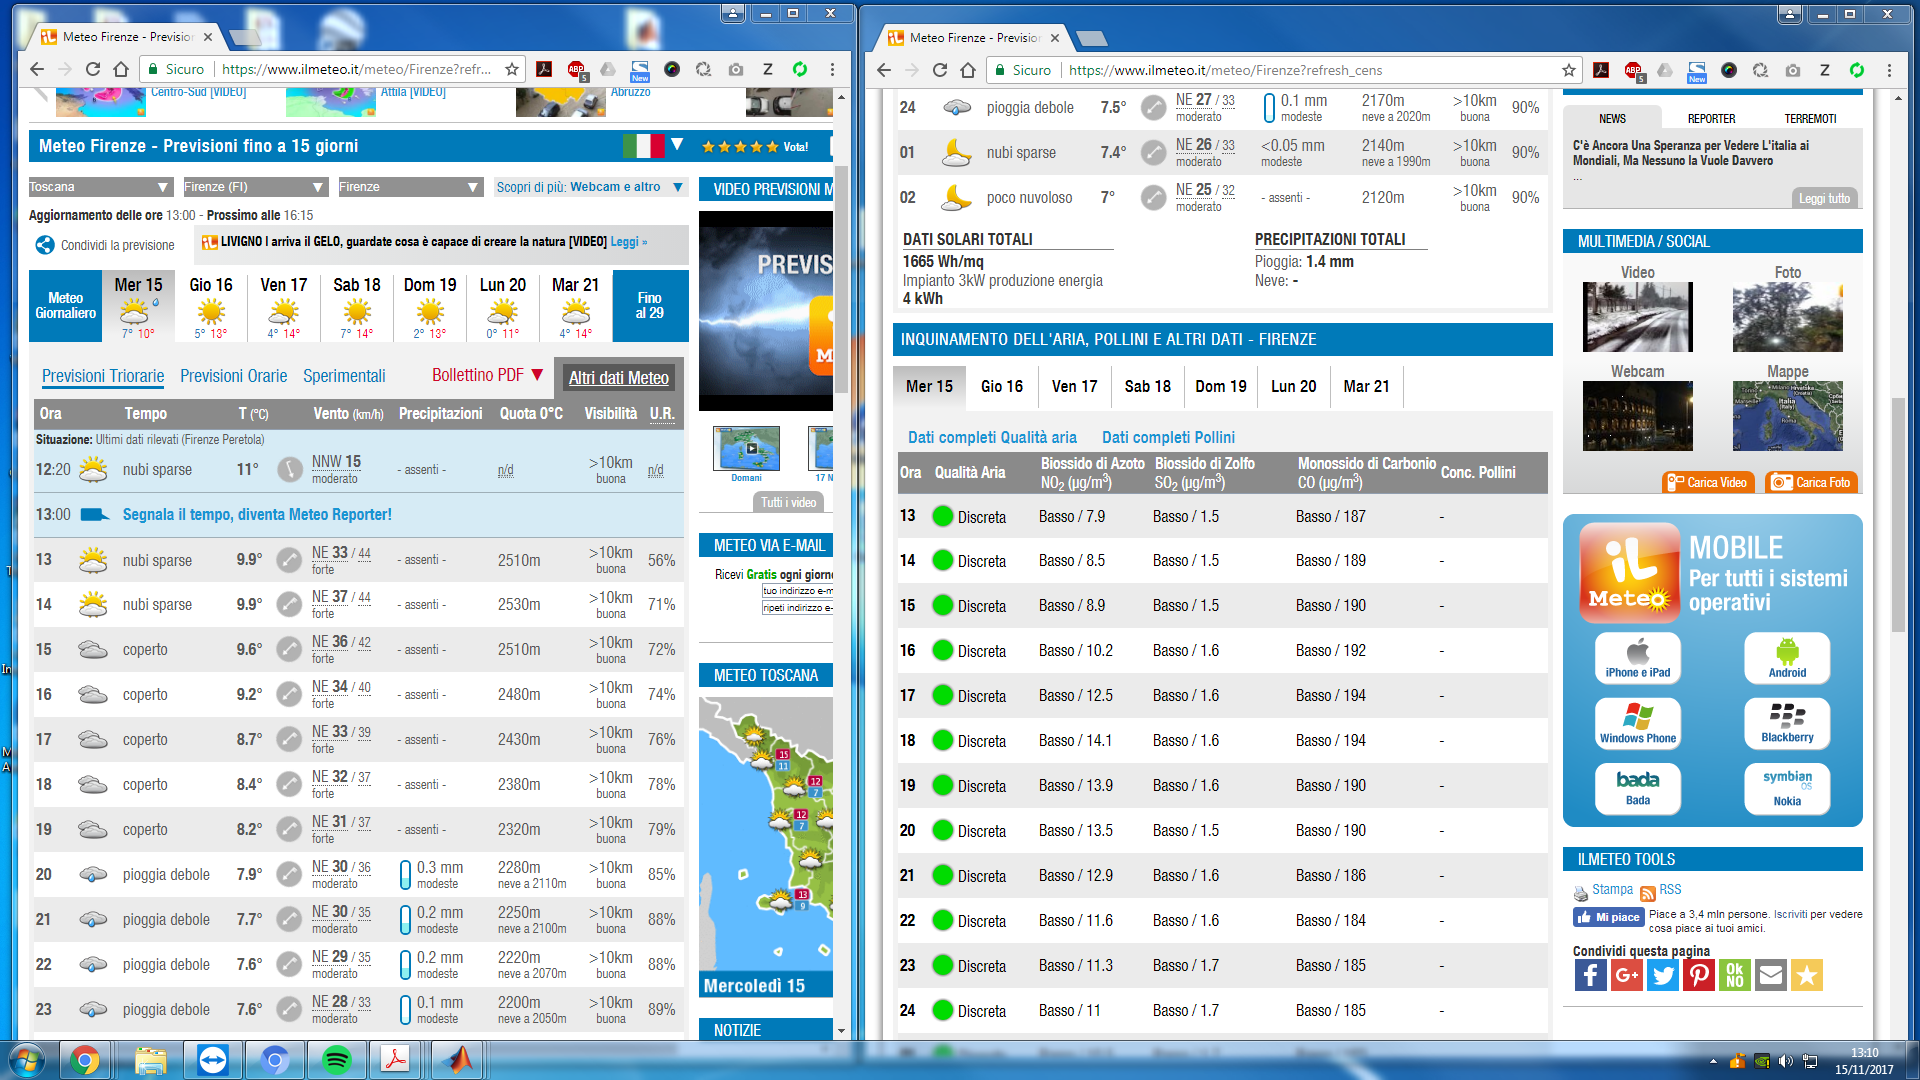 Meteo Firenze - Previsio
Sicuro
https://www.ilmeteo.it/meteo/Firenze?refr...
Centro-Sud [VIDEO]
Attila [VIDEO]
Abruzzo
Meteo Firenze - Previsioni fino a 15 giorni
Vota!
Toscana
Firenze (FI)
Firenze
Scopri di più: Webcam e altro
VIDEO PREVISIONI M
Aggiornamento delle ore 13:00 - Prossimo alle 16:15
Condividi la previsione
LIVIGNO | arriva il GELO, guardate cosa è capace di creare la natura [VIDEO] Leggi »
PREVIS
Meteo Giornaliero
Mer 15 7° 10°
Gio 16 5° 13°
Ven 17 4° 14°
Sab 18 7° 14°
Dom 19 2° 13°
Lun 20 0° 11°
Mar 21 4° 14°
Fino al 29
Previsioni Triorarie
Previsioni Orarie
Sperimentali
Bollettino PDF
Altri dati Meteo
Ora Tempo T (°C) Vento (km/h) Precipitazioni Quota 0°C Visibilità U.R.
Situazione: Ultimi dati rilevati (Firenze Peretola)
12:20 nubi sparse 11° NNW 15 moderato - assenti - n/d >10km buona n/d
13:00 Segnala il tempo, diventa Meteo Reporter!
13 nubi sparse 9.9° NE 33 / 44 forte - assenti - 2510m >10km buona 56%
14 nubi sparse 9.9° NE 37 / 44 forte - assenti - 2530m >10km buona 71%
15 coperto 9.6° NE 36 / 42 forte - assenti - 2510m >10km buona 72%
16 coperto 9.2° NE 34 / 40 forte - assenti - 2480m >10km buona 74%
17 coperto 8.7° NE 33 / 39 forte - assenti - 2430m >10km buona 76%
18 coperto 8.4° NE 32 / 37 forte - assenti - 2380m >10km buona 78%
19 coperto 8.2° NE 31 / 37 forte - assenti - 2320m >10km buona 79%
20 pioggia debole 7.9° NE 30 / 36 moderato 0.3 mm modeste 2280m neve a 2110m >10km buona 85%
21 pioggia debole 7.7° NE 30 / 35 moderato 0.2 mm modeste 2250m neve a 2100m >10km buona 88%
22 pioggia debole 7.6° NE 29 / 35 moderato 0.2 mm modeste 2220m neve a 2070m >10km buona 88%
23 pioggia debole 7.6° NE 28 / 33 moderato 0.1 mm modeste 2200m neve a 2050m >10km buona 89%
Domani
17 N
Tutti i video
METEO VIA E-MAIL
Ricevi Gratis ogni giorno
tuo indirizzo e-m
ripeti indirizzo e-
METEO TOSCANA
Mercoledì 15
NOTIZIE
Meteo Firenze - Previsio
Sicuro
https://www.ilmeteo.it/meteo/Firenze?refresh_cens
24 pioggia debole 7.5° NE 27 / 33 moderato 0.1 mm modeste 2170m neve a 2020m >10km buona 90%
01 nubi sparse 7.4° NE 26 / 33 moderato <0.05 mm modeste 2140m neve a 1990m >10km buona 90%
02 poco nuvoloso 7° NE 25 / 32 moderato - assenti - 2120m >10km buona 90%
DATI SOLARI TOTALI
1665 Wh/mq
Impianto 3kW produzione energia
4 kWh
PRECIPITAZIONI TOTALI
Pioggia: 1.4 mm
Neve: -
INQUINAMENTO DELL'ARIA, POLLINI E ALTRI DATI - FIRENZE
Mer 15 Gio 16 Ven 17 Sab 18 Dom 19 Lun 20 Mar 21
Dati completi Qualità aria
Dati completi Pollini
Ora Qualità Aria Biossido di Azoto NO2 (µg/m³) Biossido di Zolfo SO2 (µg/m³) Monossido di Carbonio CO (µg/m³) Conc. Pollini
13 Discreta Basso / 7.9 Basso / 1.5 Basso / 187 -
14 Discreta Basso / 8.5 Basso / 1.5 Basso / 189 -
15 Discreta Basso / 8.9 Basso / 1.5 Basso / 190 -
16 Discreta Basso / 10.2 Basso / 1.6 Basso / 192 -
17 Discreta Basso / 12.5 Basso / 1.6 Basso / 194 -
18 Discreta Basso / 14.1 Basso / 1.6 Basso / 194 -
19 Discreta Basso / 13.9 Basso / 1.6 Basso / 190 -
20 Discreta Basso / 13.5 Basso / 1.5 Basso / 190 -
21 Discreta Basso / 12.9 Basso / 1.6 Basso / 186 -
22 Discreta Basso / 11.6 Basso / 1.6 Basso / 184 -
23 Discreta Basso / 11.3 Basso / 1.7 Basso / 185 -
24 Discreta Basso / 11 Basso / 1.7 Basso / 185 -
NEWS REPORTER TERREMOTI
C'è Ancora Una Speranza per Vedere L'italia ai
Mondiali, Ma Nessuno la Vuole Davvero
...
Leggi tutto
MULTIMEDIA / SOCIAL
Video Foto
Webcam Mappe
Carica Video Carica Foto
iL Meteo
MOBILE
Per tutti i sistemi
operativi
iPhone e iPad
Android
Windows Phone
Blackberry
bada
Bada
symbian OS
Nokia
ILMETEO TOOLS
Stampa RSS
Mi piace
Piace a 3,4 mln persone. Iscriviti per vedere
cosa piace ai tuoi amici.
Condividi questa pagina
OK NO
13:10
15/11/2017